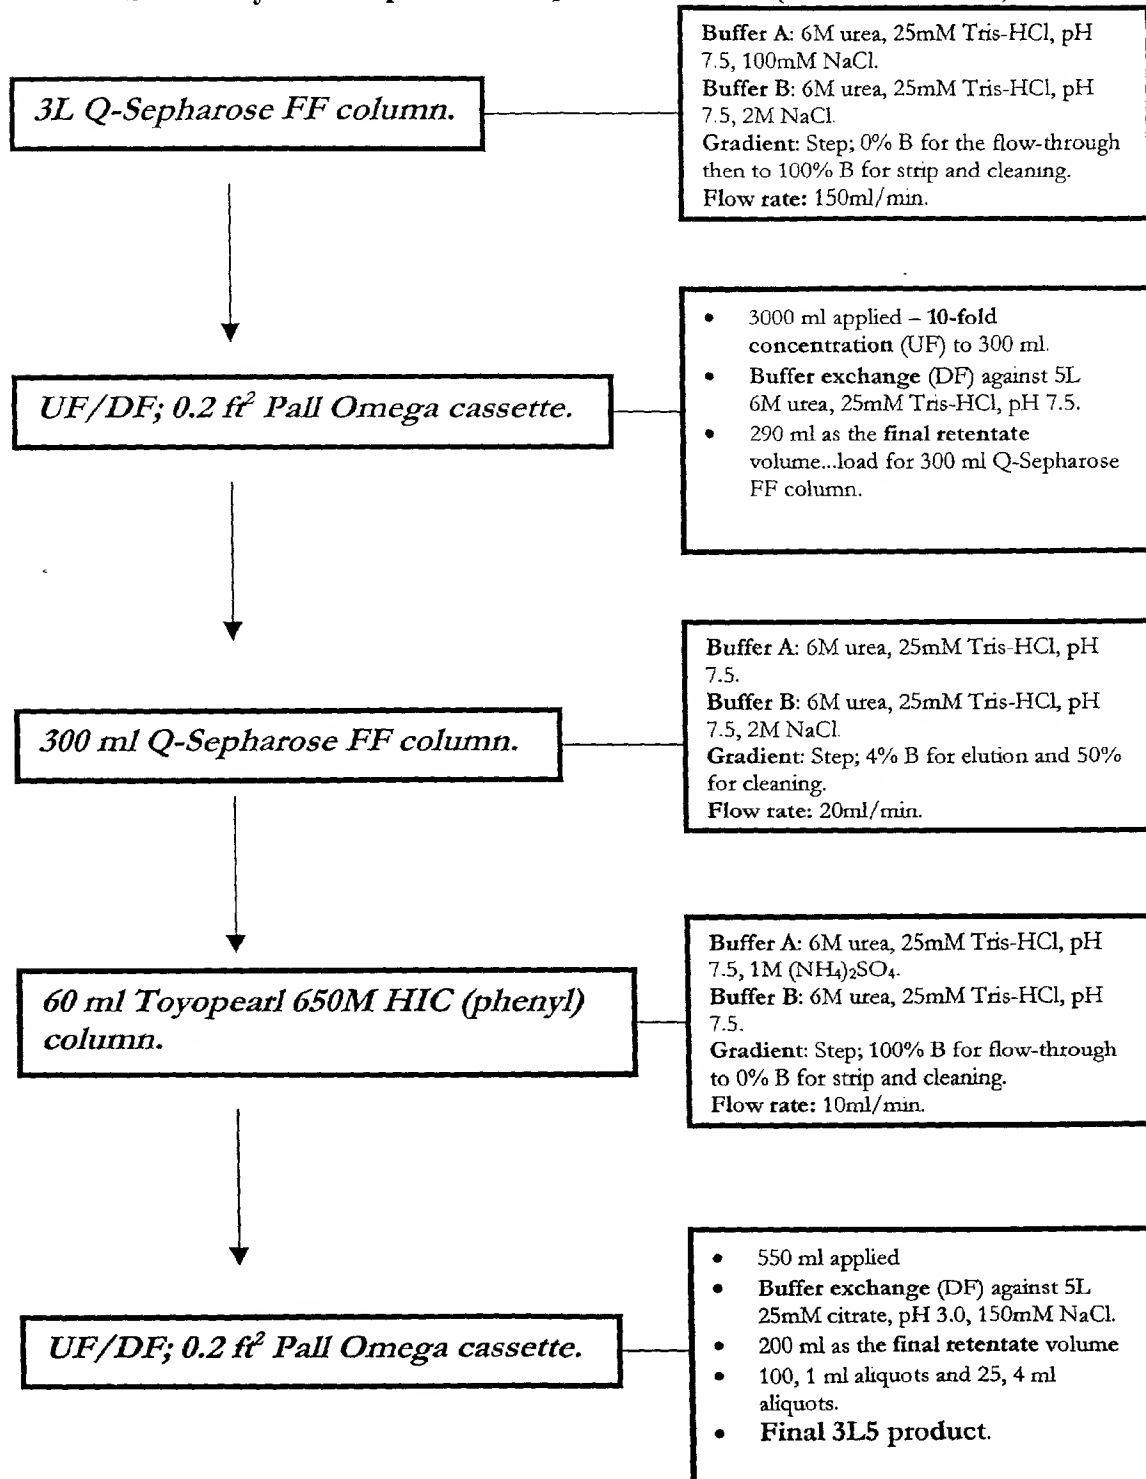 Buffer A: 6M urea, 25mM Tris-HCl, pH
7.5, 100mM NaCl.
Buffer B: 6M urea, 25mM Tris-HCl, pH
7.5, 2M NaCl.
Gradient: Step; 0% B for the flow-through
then to 100% B for strip and cleaning.
Flow rate: 150ml/min.
3L Q-Sepharose FF column.
• 3000 ml applied – 10-fold
concentration (UF) to 300 ml.
• Buffer exchange (DF) against 5L
6M urea, 25mM Tris-HCl, pH 7.5.
• 290 ml as the final retentate
volume...load for 300 ml Q-Sepharose
FF column.
UF/DF; 0.2 ft² Pall Omega cassette.
Buffer A: 6M urea, 25mM Tris-HCl, pH
7.5.
Buffer B: 6M urea, 25mM Tris-HCl, pH
7.5, 2M NaCl.
Gradient: Step; 4% B for elution and 50%
for cleaning.
Flow rate: 20ml/min.
300 ml Q-Sepharose FF column.
Buffer A: 6M urea, 25mM Tris-HCl, pH
7.5, 1M (NH₄)₂SO₄.
Buffer B: 6M urea, 25mM Tris-HCl, pH
7.5.
Gradient: Step; 100% B for flow-through
to 0% B for strip and cleaning.
Flow rate: 10ml/min.
60 ml Toyopearl 650M HIC (phenyl)
column.
• 550 ml applied
• Buffer exchange (DF) against 5L
25mM citrate, pH 3.0, 150mM NaCl.
• 200 ml as the final retentate volume
• 100, 1 ml aliquots and 25, 4 ml
aliquots.
• Final 3L5 product.
UF/DF; 0.2 ft² Pall Omega cassette.